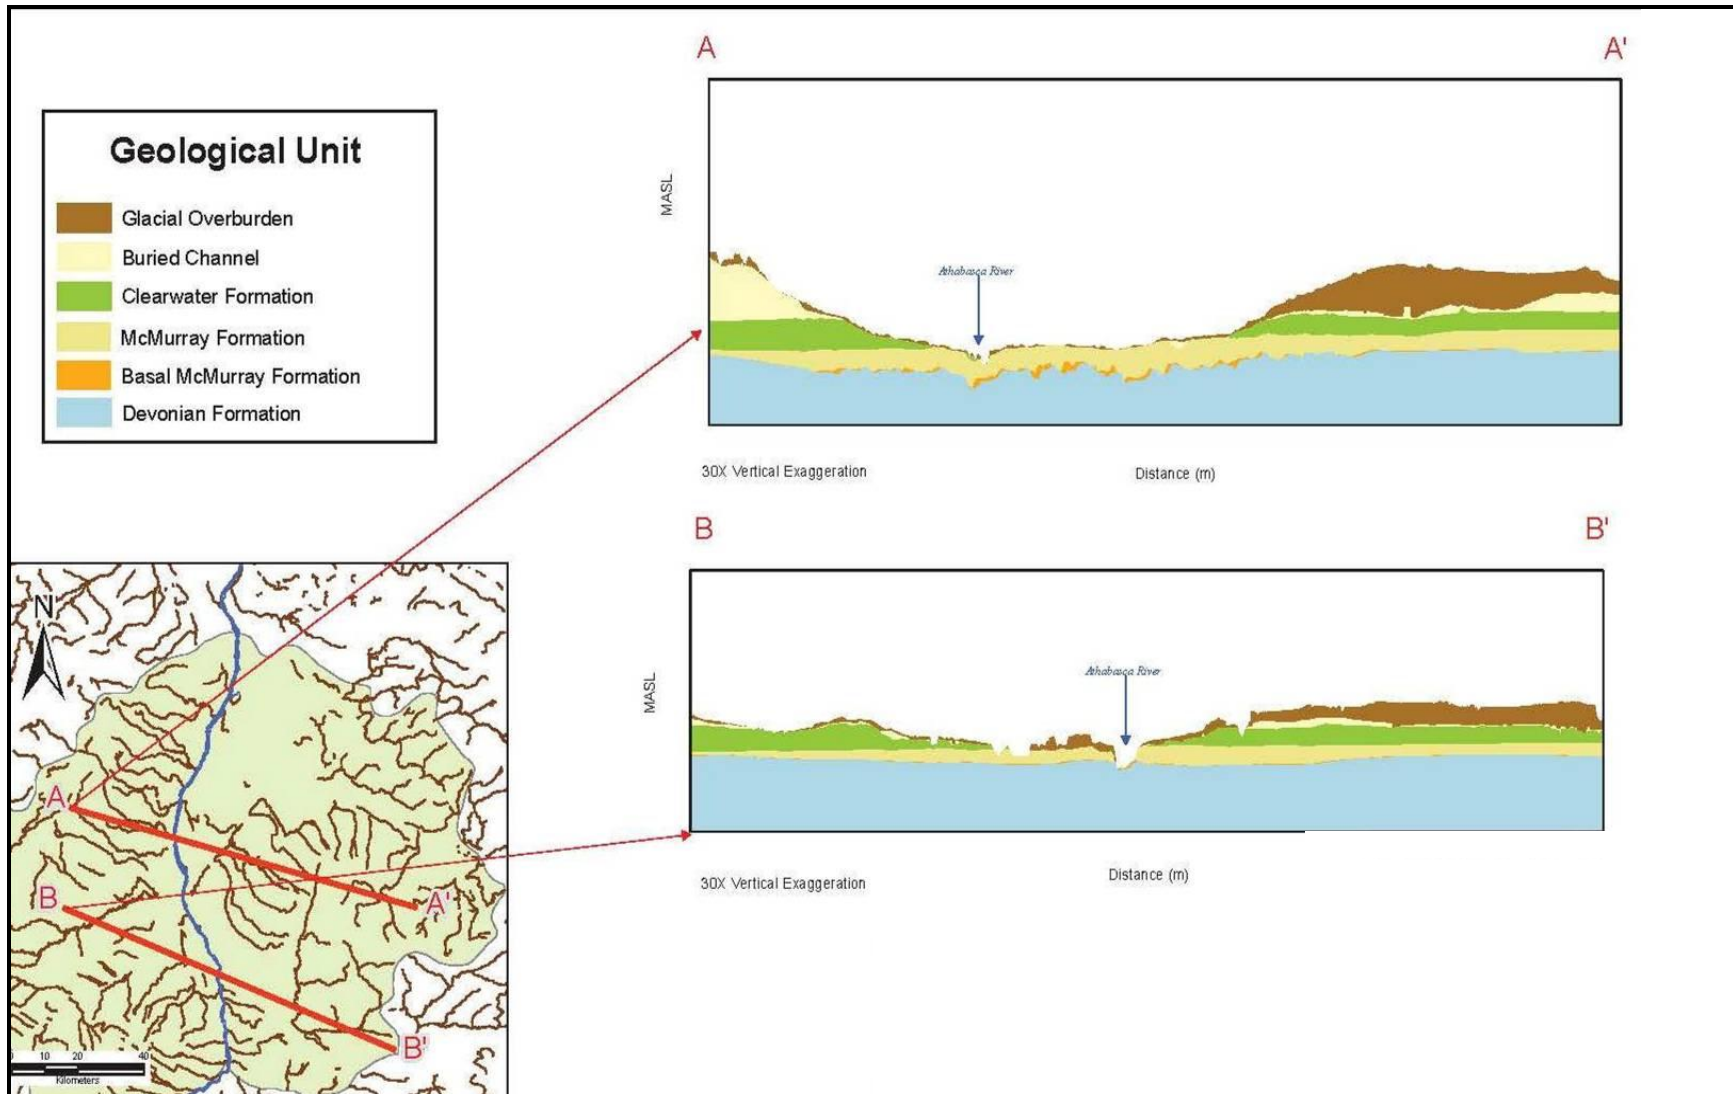 Geological Unit
Glacial Overburden
Buried Channel
Clearwater Formation
McMurray Formation
Basal McMurray Formation
Devonian Formation
A
A'
MASL
Athabasca River
30X Vertical Exaggeration
Distance (m)
B
B'
MASL
Athabasca River
30X Vertical Exaggeration
Distance (m)
N
A
A'
B
B'
10 20 40
Kilometers